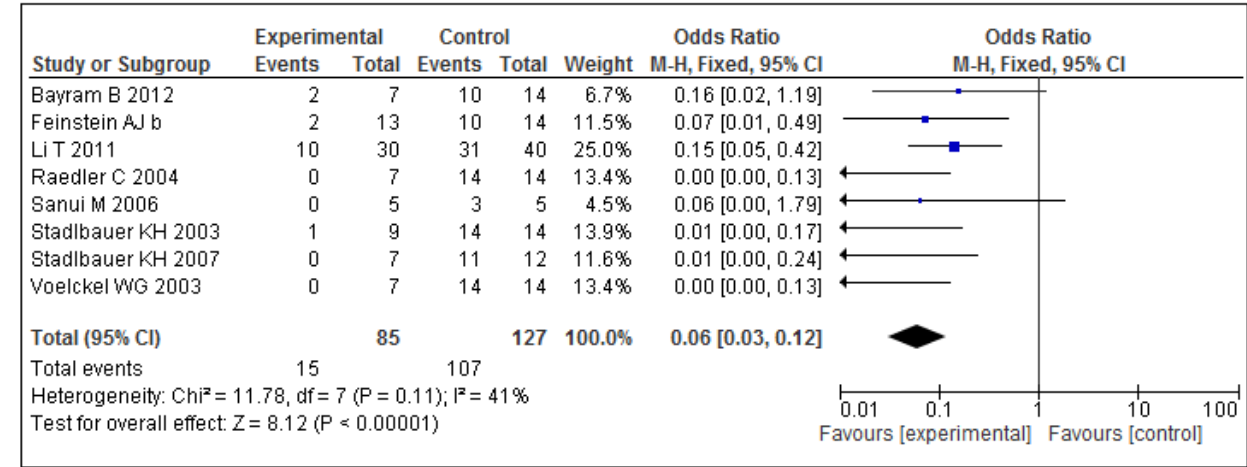 Experimental Control Odds Ratio Odds Ratio
Study or Subgroup Events Total Events Total Weight M-H, Fixed, 95% CI M-H, Fixed, 95% CI
Bayram B 2012 2 7 10 14 6.7% 0.16 [0.02, 1.19]
Feinstein AJ b 2 13 10 14 11.5% 0.07 [0.01, 0.49]
Li T 2011 10 30 31 40 25.0% 0.15 [0.05, 0.42]
Raedler C 2004 0 7 14 14 13.4% 0.00 [0.00, 0.13]
Sanui M 2006 0 5 3 5 4.5% 0.06 [0.00, 1.79]
Stadlbauer KH 2003 1 9 14 14 13.9% 0.01 [0.00, 0.17]
Stadlbauer KH 2007 0 7 11 12 11.6% 0.01 [0.00, 0.24]
Voelckel WG 2003 0 7 14 14 13.4% 0.00 [0.00, 0.13]
Total (95% CI) 85 127 100.0% 0.06 [0.03, 0.12]
Total events 15 107
Heterogeneity: Chi² = 11.78, df = 7 (P = 0.11); I² = 41%
Test for overall effect: Z = 8.12 (P < 0.00001)
0.01 0.1 1 10 100
Favours [experimental] Favours [control]